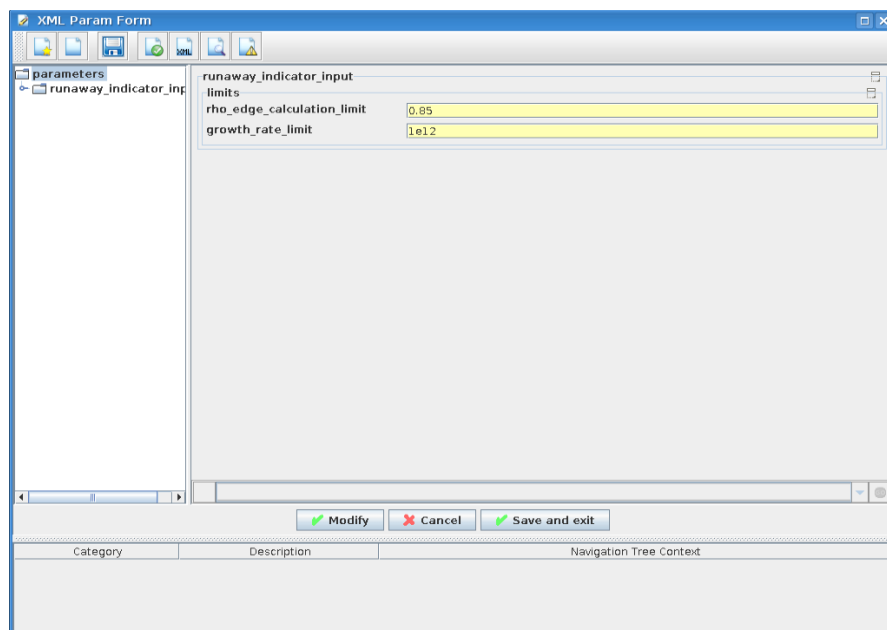 XML Param Form
XML
parameters
runaway_indicator_inp
runaway_indicator_input
limits
rho_edge_calculation_limit 0.85
growth_rate_limit 1e12
Modify Cancel Save and exit
Category Description Navigation Tree Context